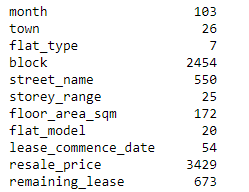 month 103
town 26
flat_type 7
block 2454
street_name 550
storey_range 25
floor_area_sqm 172
flat_model 20
lease_commence_date 54
resale_price 3429
remaining_lease 673